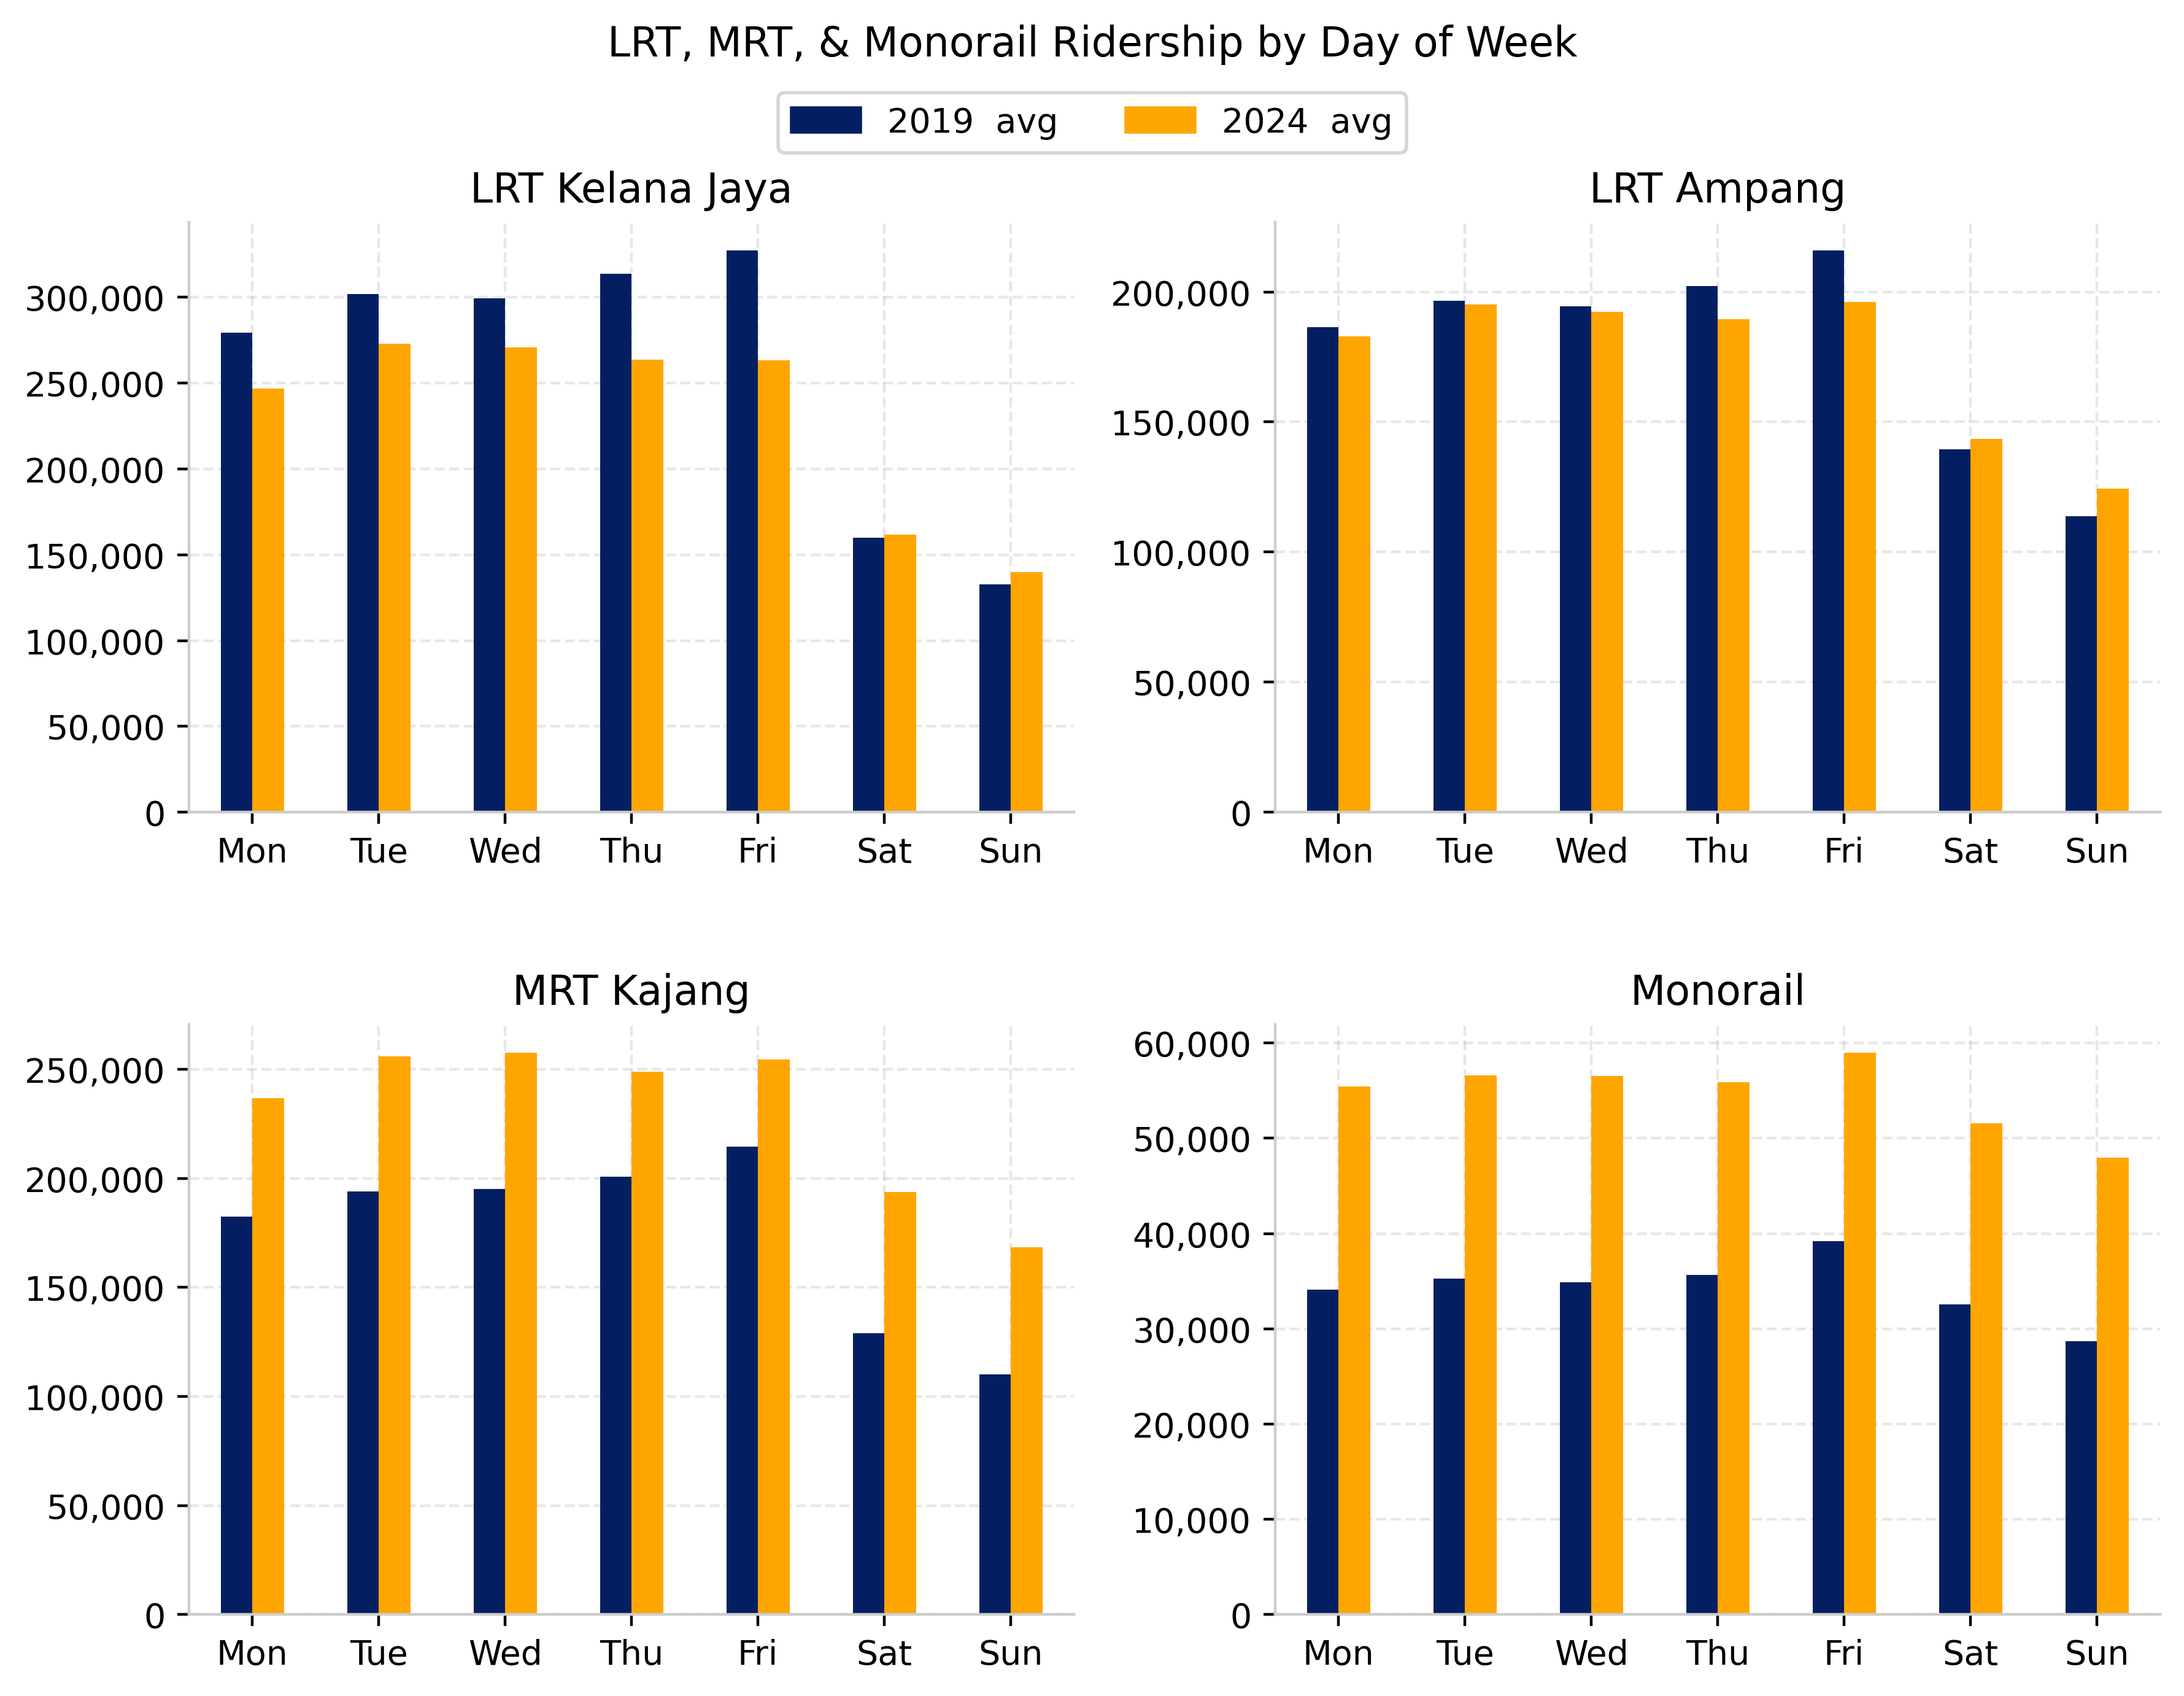 LRT, MRT, & Monorail Ridership by Day of Week
2019 avg 2024 avg
LRT Kelana Jaya
300,000
250,000
200,000
150,000
100,000
50,000
0
Mon Tue Wed Thu Fri Sat Sun
LRT Ampang
200,000
150,000
100,000
50,000
0
Mon Tue Wed Thu Fri Sat Sun
MRT Kajang
250,000
200,000
150,000
100,000
50,000
0
Mon Tue Wed Thu Fri Sat Sun
Monorail
60,000
50,000
40,000
30,000
20,000
10,000
0
Mon Tue Wed Thu Fri Sat Sun